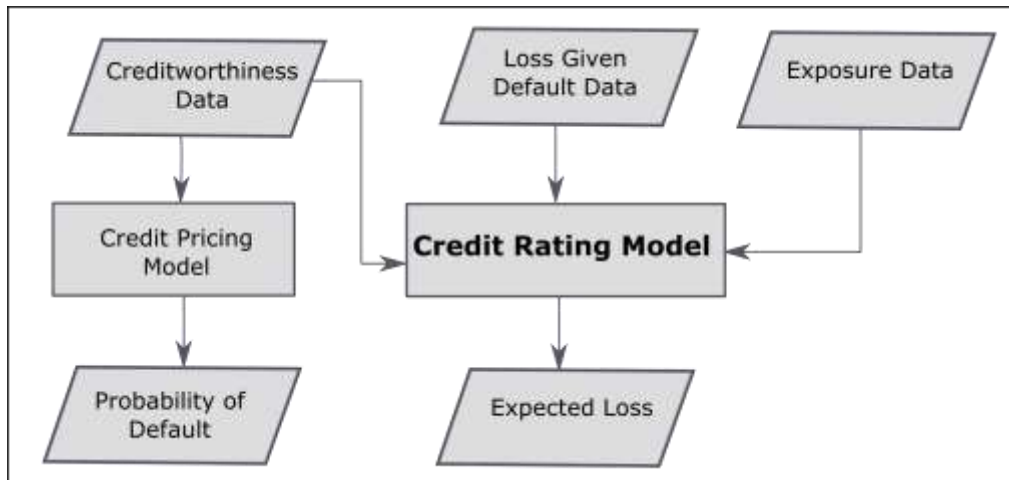 Creditworthiness
Data
Loss Given
Default Data
Exposure Data
Credit Pricing
Model
Credit Rating Model
Probability of
Default
Expected Loss